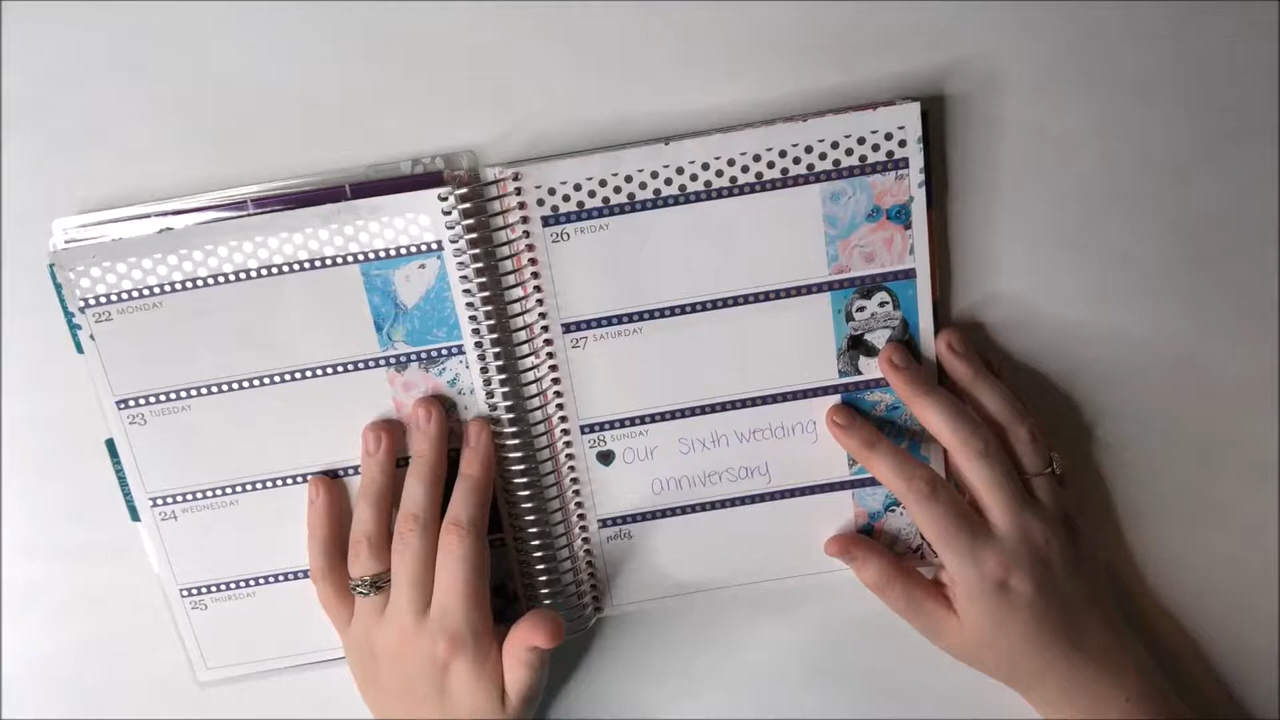 22 MONDAY
23 TUESDAY
24 WEDNESDAY
25 THURSDAY
JANUARY
26 FRIDAY
27 SATURDAY
28 SUNDAY
our sixth wedding
anniversary
notes